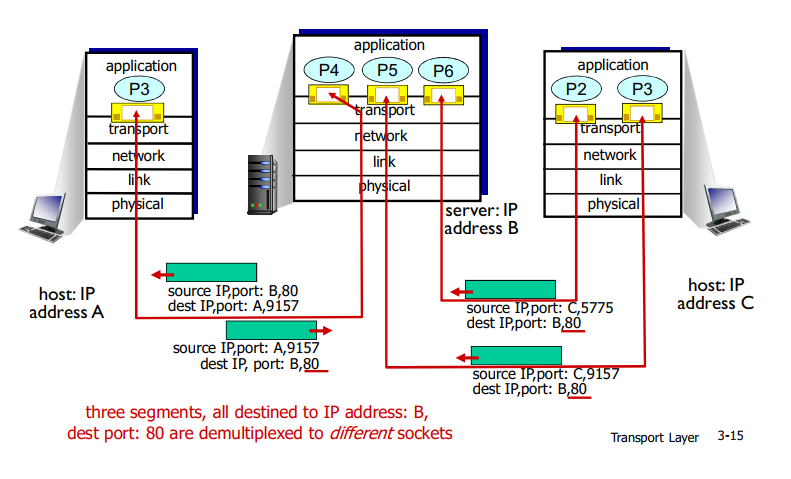 application
P3
transport
network
link
physical
host: IP
address A
application
P4
P5
P6
transport
network
link
physical
server: IP
address B
application
P2
P3
transport
network
link
physical
host: IP
address C
source IP,port: B,80
dest IP,port: A,9157
source IP,port: A,9157
dest IP, port: B,80
source IP,port: C,5775
dest IP,port: B,80
source IP,port: C,9157
dest IP,port: B,80
three segments, all destined to IP address: B,
dest port: 80 are demultiplexed to different sockets
Transport Layer 3-15